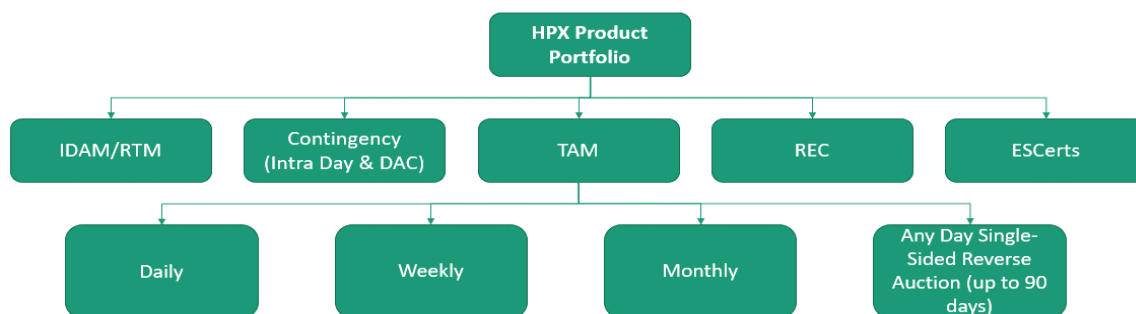 HPX Product
Portfolio
IDAM/RTM
Contingency
(Intra Day & DAC)
TAM
REC
ESCerts
Daily
Weekly
Monthly
Any Day Single-
Sided Reverse
Auction (up to 90
days)